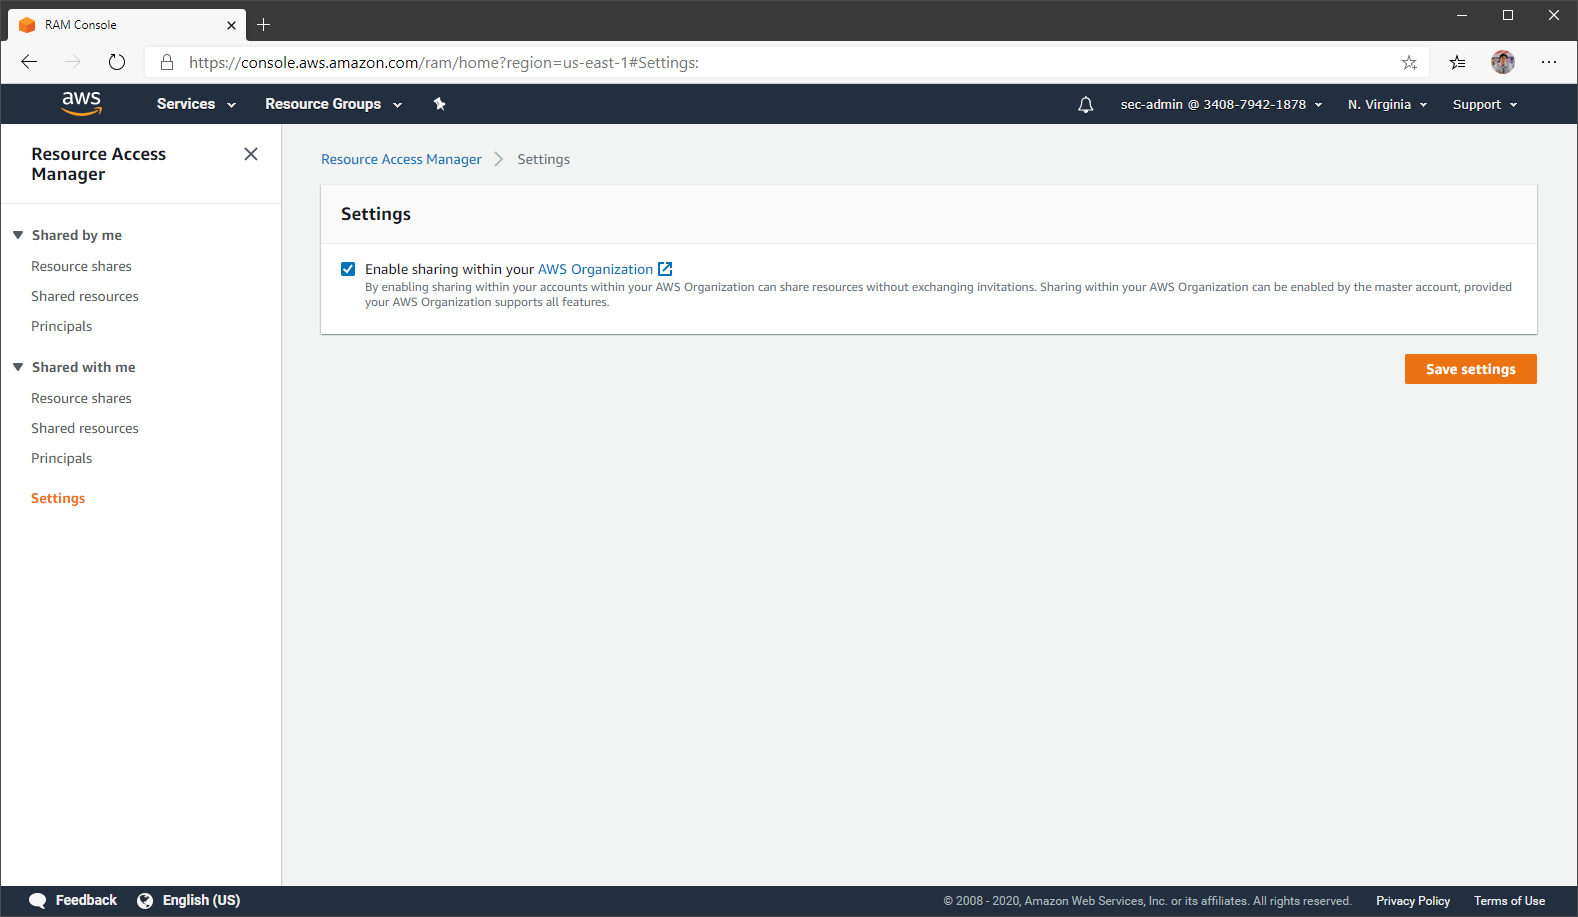 RAM Console
https://console.aws.amazon.com/ram/home?region=us-east-1#Settings:
aws Services Resource Groups sec-admin @ 3408-7942-1878 N. Virginia Support
Resource Access
Manager
Shared by me
Resource shares
Shared resources
Principals
Shared with me
Resource shares
Shared resources
Principals
Settings
Resource Access Manager Settings
Settings
Enable sharing within your AWS Organization
By enabling sharing within your accounts within your AWS Organization can share resources without exchanging invitations. Sharing within your AWS Organization can be enabled by the master account, provided
your AWS Organization supports all features.
Save settings
Feedback English (US) © 2008 - 2020, Amazon Web Services, Inc. or its affiliates. All rights reserved. Privacy Policy Terms of Use